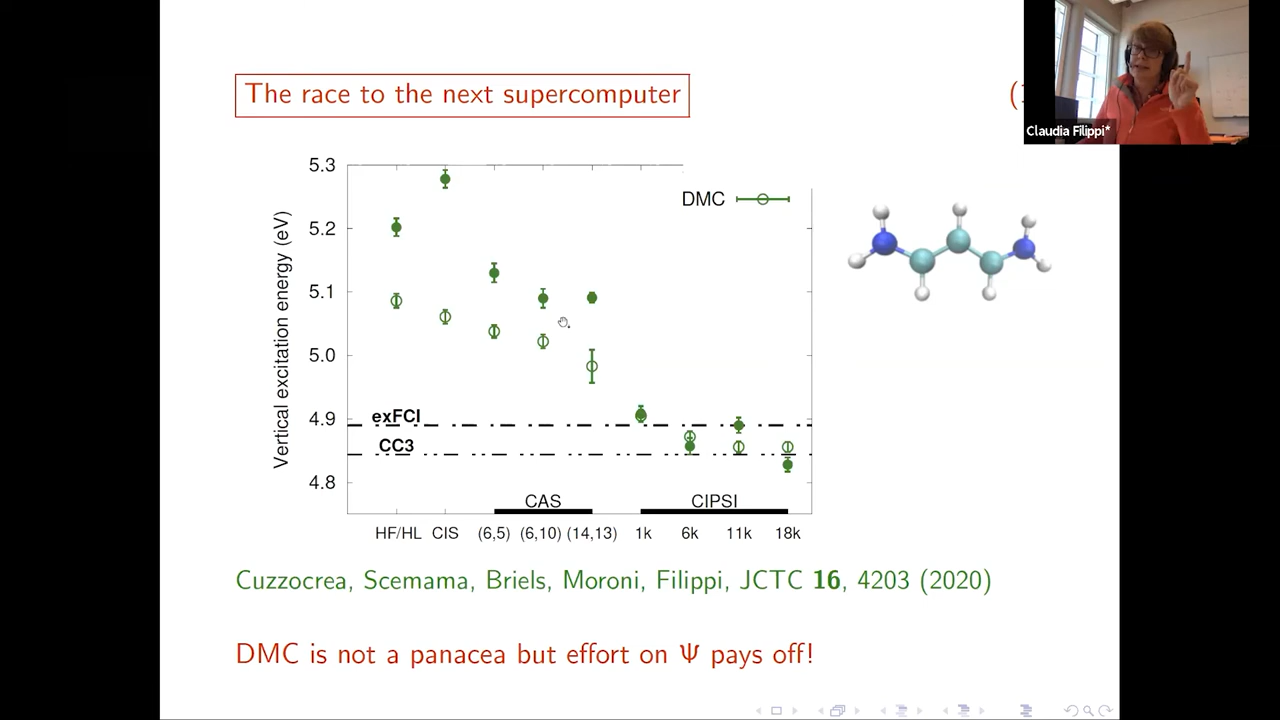 The race to the next supercomputer
(1
Claudia Filippi*
5.3
5.2
5.1
5.0
4.9
4.8
Vertical excitation energy (eV)
DMC
exFCI
CC3
CAS
CIPSI
HF/HL CIS (6,5) (6,10) (14,13) 1k 6k 11k 18k
Cuzzocrea, Scemama, Briels, Moroni, Filippi, JCTC 16, 4203 (2020)
DMC is not a panacea but effort on Ψ pays off!